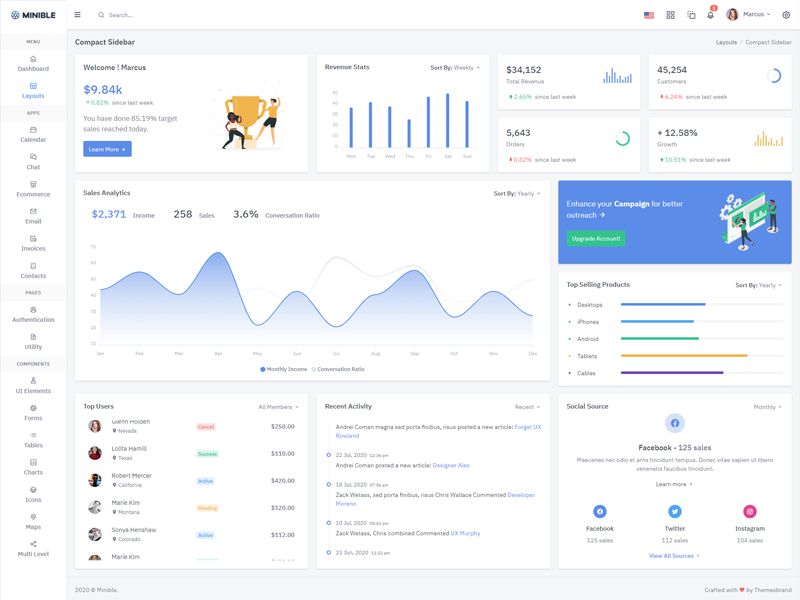 MINIBLE
Search...
3
Marcus
MENU
Dashboard
Layouts
APPS
Calendar
Chat
Ecommerce
Email
Invoices
Contacts
PAGES
Authentication
Utility
COMPONENTS
UI Elements
Forms
Tables
Charts
Icons
Maps
Multi Level
Compact Sidebar
Layouts / Compact Sidebar
Welcome ! Marcus
$9.84k
0.82% since last week
You have done 85.19% target
sales reached today.
Learn More →
Revenue Stats
Sort By: Weekly
50
40
30
20
10
0
Mon Tue Wed Thu Fri Sat Sun
$34,152
Total Revenue
2.65% since last week
45,254
Customers
6.24% since last week
5,643
Orders
0.82% since last week
+ 12.58%
Growth
10.51% since last week
Sales Analytics
Sort By: Yearly
$2,371 Income 258 Sales 3.6% Conversation Ratio
70
60
50
40
30
20
10
Jan Feb Mar Apr May Jun Jul Aug Sep Oct Nov Dec
Monthly Income Conversation Ratio
Enhance your Campaign for better
outreach →
Upgrade Account!
Top Selling Products
Sort By: Yearly
Desktops
iPhones
Android
Tablets
Cables
Top Users
All Members
Glenn Holden
Nevada
Cancel
$250.00
Lolita Hamill
Texas
Success
$110.00
Robert Mercer
California
Active
$420.00
Marie Kim
Montana
Pending
$120.00
Sonya Henshaw
Colorado
Active
$112.00
Marie Kim
Recent Activity
Recent
Andrei Coman magna sed porta finibus, risus posted a new article: Forget UX
Rowland
22 Jul, 2020 12:36 pm
Andrei Coman posted a new article: Designer Alex
18 Jul, 2020 07:56 am
Zack Wetass, sed porta finibus, risus Chris Wallace Commented Developer
Moreno
10 Jul, 2020 08:42 pm
Zack Wetass, Chris combined Commented UX Murphy
23 Jun, 2020 12:22 am
Social Source
Monthly
Facebook - 125 sales
Maecenas nec odio et ante tincidunt tempus. Donec vitae sapien ut libero
venenatis faucibus tincidunt.
Learn more
Facebook
125 sales
Twitter
112 sales
Instagram
104 sales
View All Sources
2020 © Minible.
Crafted with ❤ by Themesbrand